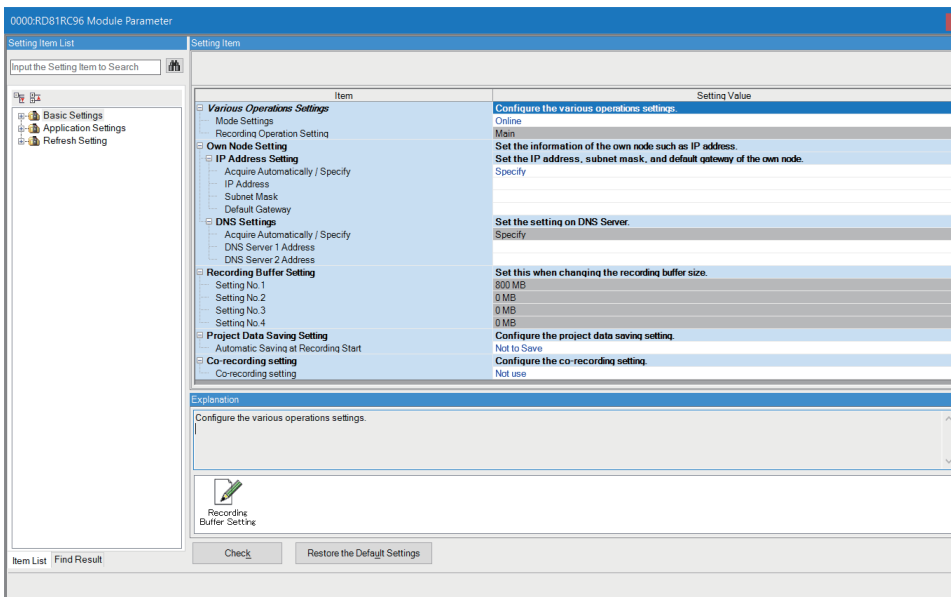 0000:RD81RC96 Module Parameter
Setting Item List
Input the Setting Item to Search
Basic Settings
Application Settings
Refresh Setting
Item List Find Result
Setting Item
Item Setting Value
Various Operations Settings Configure the various operations settings.
Mode Settings Online
Recording Operation Setting Main
Own Node Setting Set the information of the own node such as IP address.
IP Address Setting Set the IP address, subnet mask, and default gateway of the own node.
Acquire Automatically / Specify Specify
IP Address
Subnet Mask
Default Gateway
DNS Settings Set the setting on DNS Server.
Acquire Automatically / Specify Specify
DNS Server 1 Address
DNS Server 2 Address
Recording Buffer Setting Set this when changing the recording buffer size.
Setting No.1 800 MB
Setting No.2 0 MB
Setting No.3 0 MB
Setting No.4 0 MB
Project Data Saving Setting Configure the project data saving setting.
Automatic Saving at Recording Start Not to Save
Co-recording setting Configure the co-recording setting.
Co-recording setting Not use
Explanation
Configure the various operations settings.
Recording
Buffer Setting
Check Restore the Default Settings